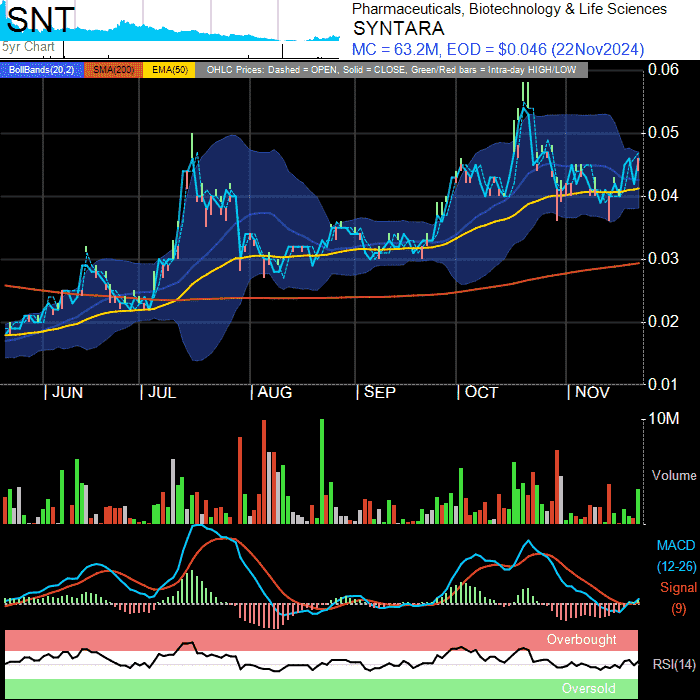 SNT
5yr Chart
Pharmaceuticals, Biotechnology & Life Sciences
SYNTARA
MC = 63.2M, EOD = $0.046 (22Nov2024)
BollBands(20,2) SMA(200) EMA(50) OHLC Prices: Dashed = OPEN, Solid = CLOSE, Green/Red bars = Intra-day HIGH/LOW
0.06
0.05
0.04
0.03
0.02
0.01
JUN JUL AUG SEP OCT NOV
10M
Volume
MACD
(12-26)
Signal
(9)
Overbought
RSI(14)
Oversold